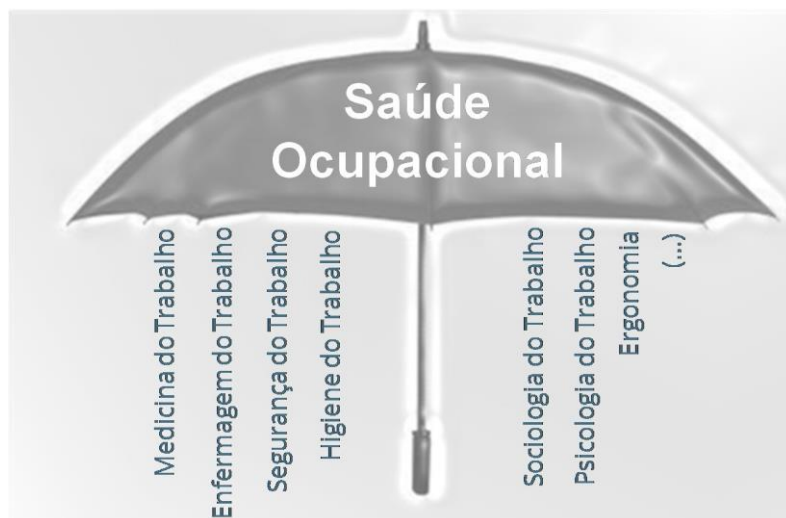 Saúde
Ocupacional
Medicina do Trabalho
Enfermagem do Trabalho
Segurança do Trabalho
Higiene do Trabalho
Sociologia do Trabalho
Psicologia do Trabalho
Ergonomia
(...)